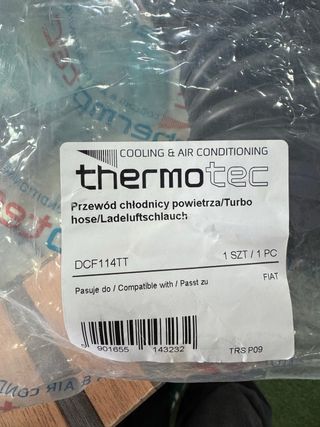 COOLING & AIR CONDITIONING
thermotec
Przewód chłodnicy powietrza/Turbo
hose/Ladeluftschlauch
DCF114TT
1 SZT / 1 PC
Pasuje do / Compatible with / Passt zu
FIAT
5 901655 143232
TRS P09